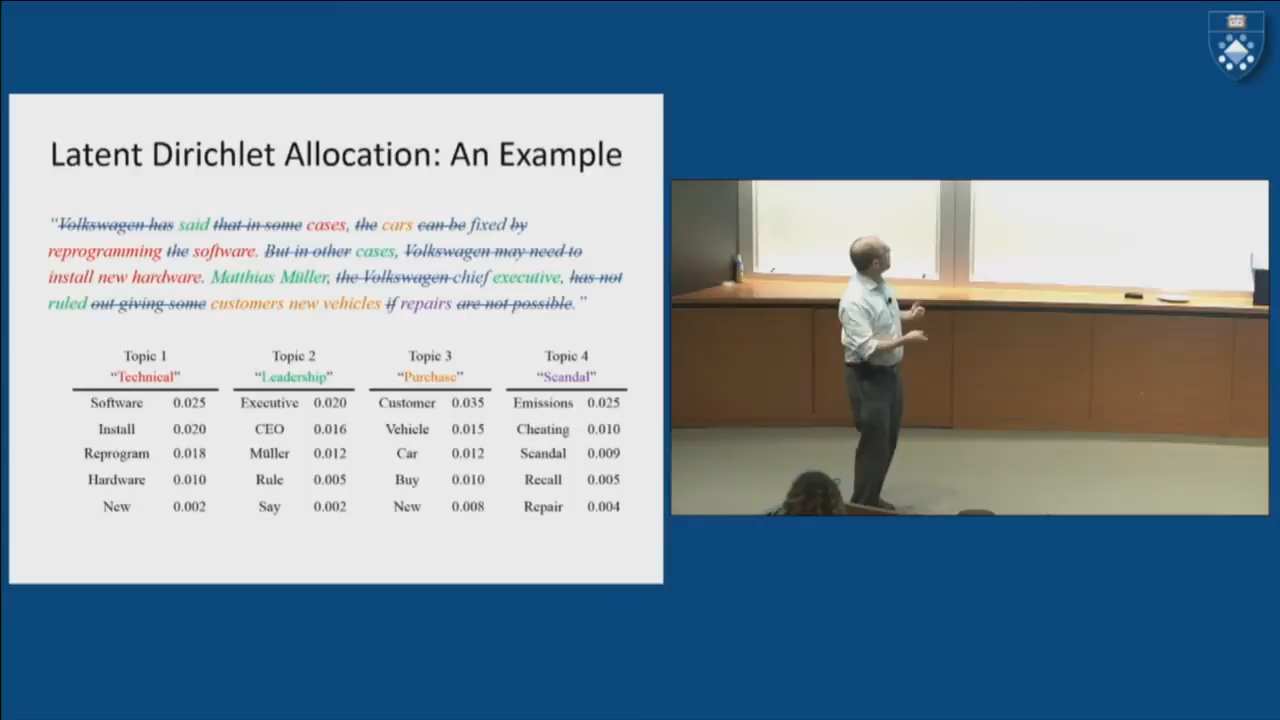 Latent Dirichlet Allocation: An Example
“Volkswagen has said that in some cases, the cars can be fixed by
reprogramming the software. But in other cases, Volkswagen may need to
install new hardware. Matthias Müller, the Volkswagen chief executive, has not
ruled out giving some customers new vehicles if repairs are not possible.”
Topic 1 Topic 2 Topic 3 Topic 4
“Technical” “Leadership” “Purchase” “Scandal”
Software 0.025 Executive 0.020 Customer 0.035 Emissions 0.025
Install 0.020 CEO 0.016 Vehicle 0.015 Cheating 0.010
Reprogram 0.018 Müller 0.012 Car 0.012 Scandal 0.009
Hardware 0.010 Rule 0.005 Buy 0.010 Recall 0.005
New 0.002 Say 0.002 New 0.008 Repair 0.004